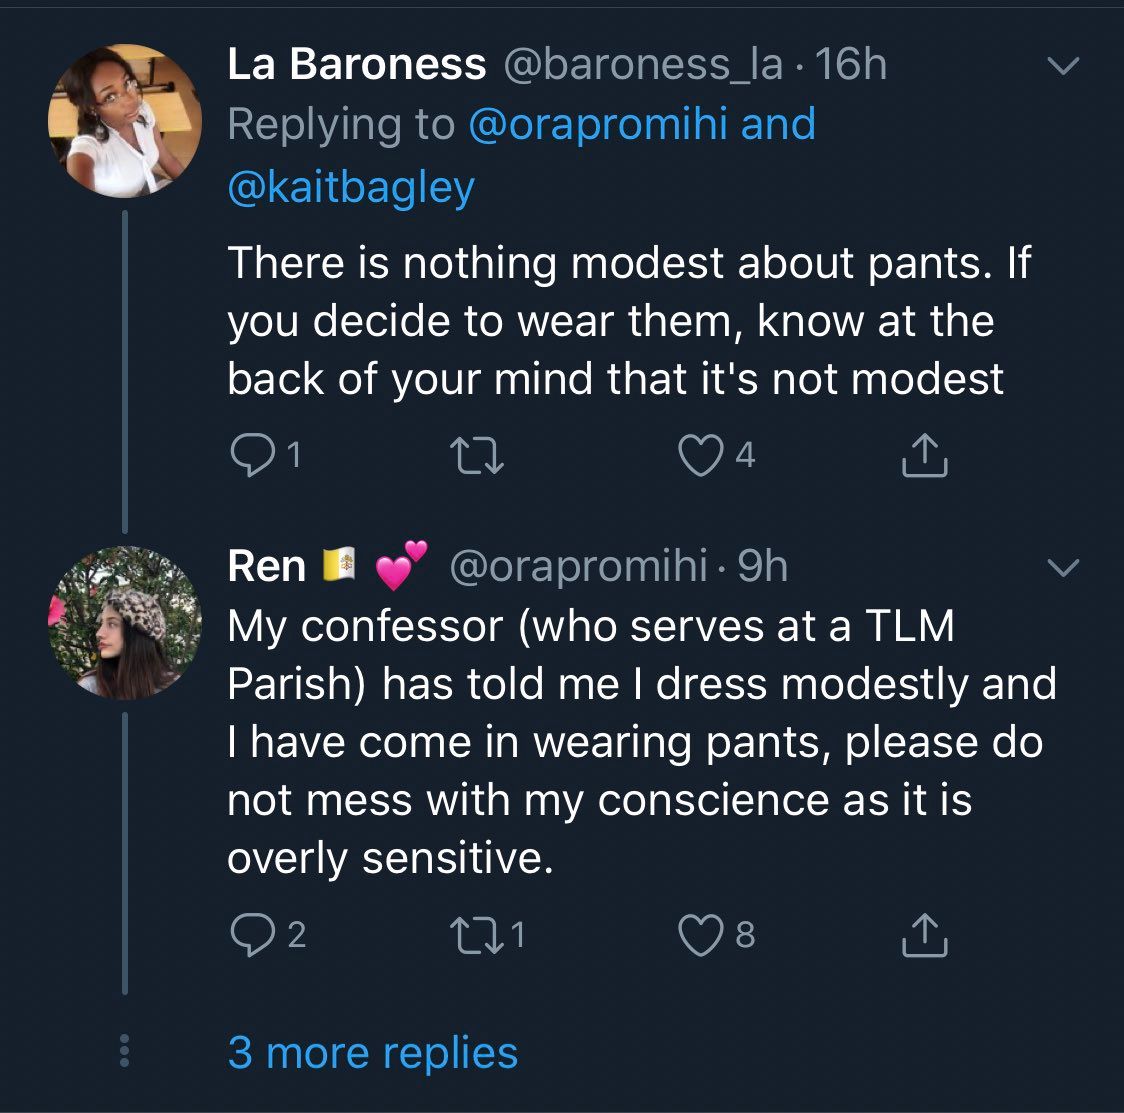 La Baroness @baroness_la · 16h
Replying to @orapromihi and
@kaitbagley
There is nothing modest about pants. If
you decide to wear them, know at the
back of your mind that it's not modest
1 4
Ren 🇻🇦 💕 @orapromihi · 9h
My confessor (who serves at a TLM
Parish) has told me I dress modestly and
I have come in wearing pants, please do
not mess with my conscience as it is
overly sensitive.
2 1 8
3 more replies